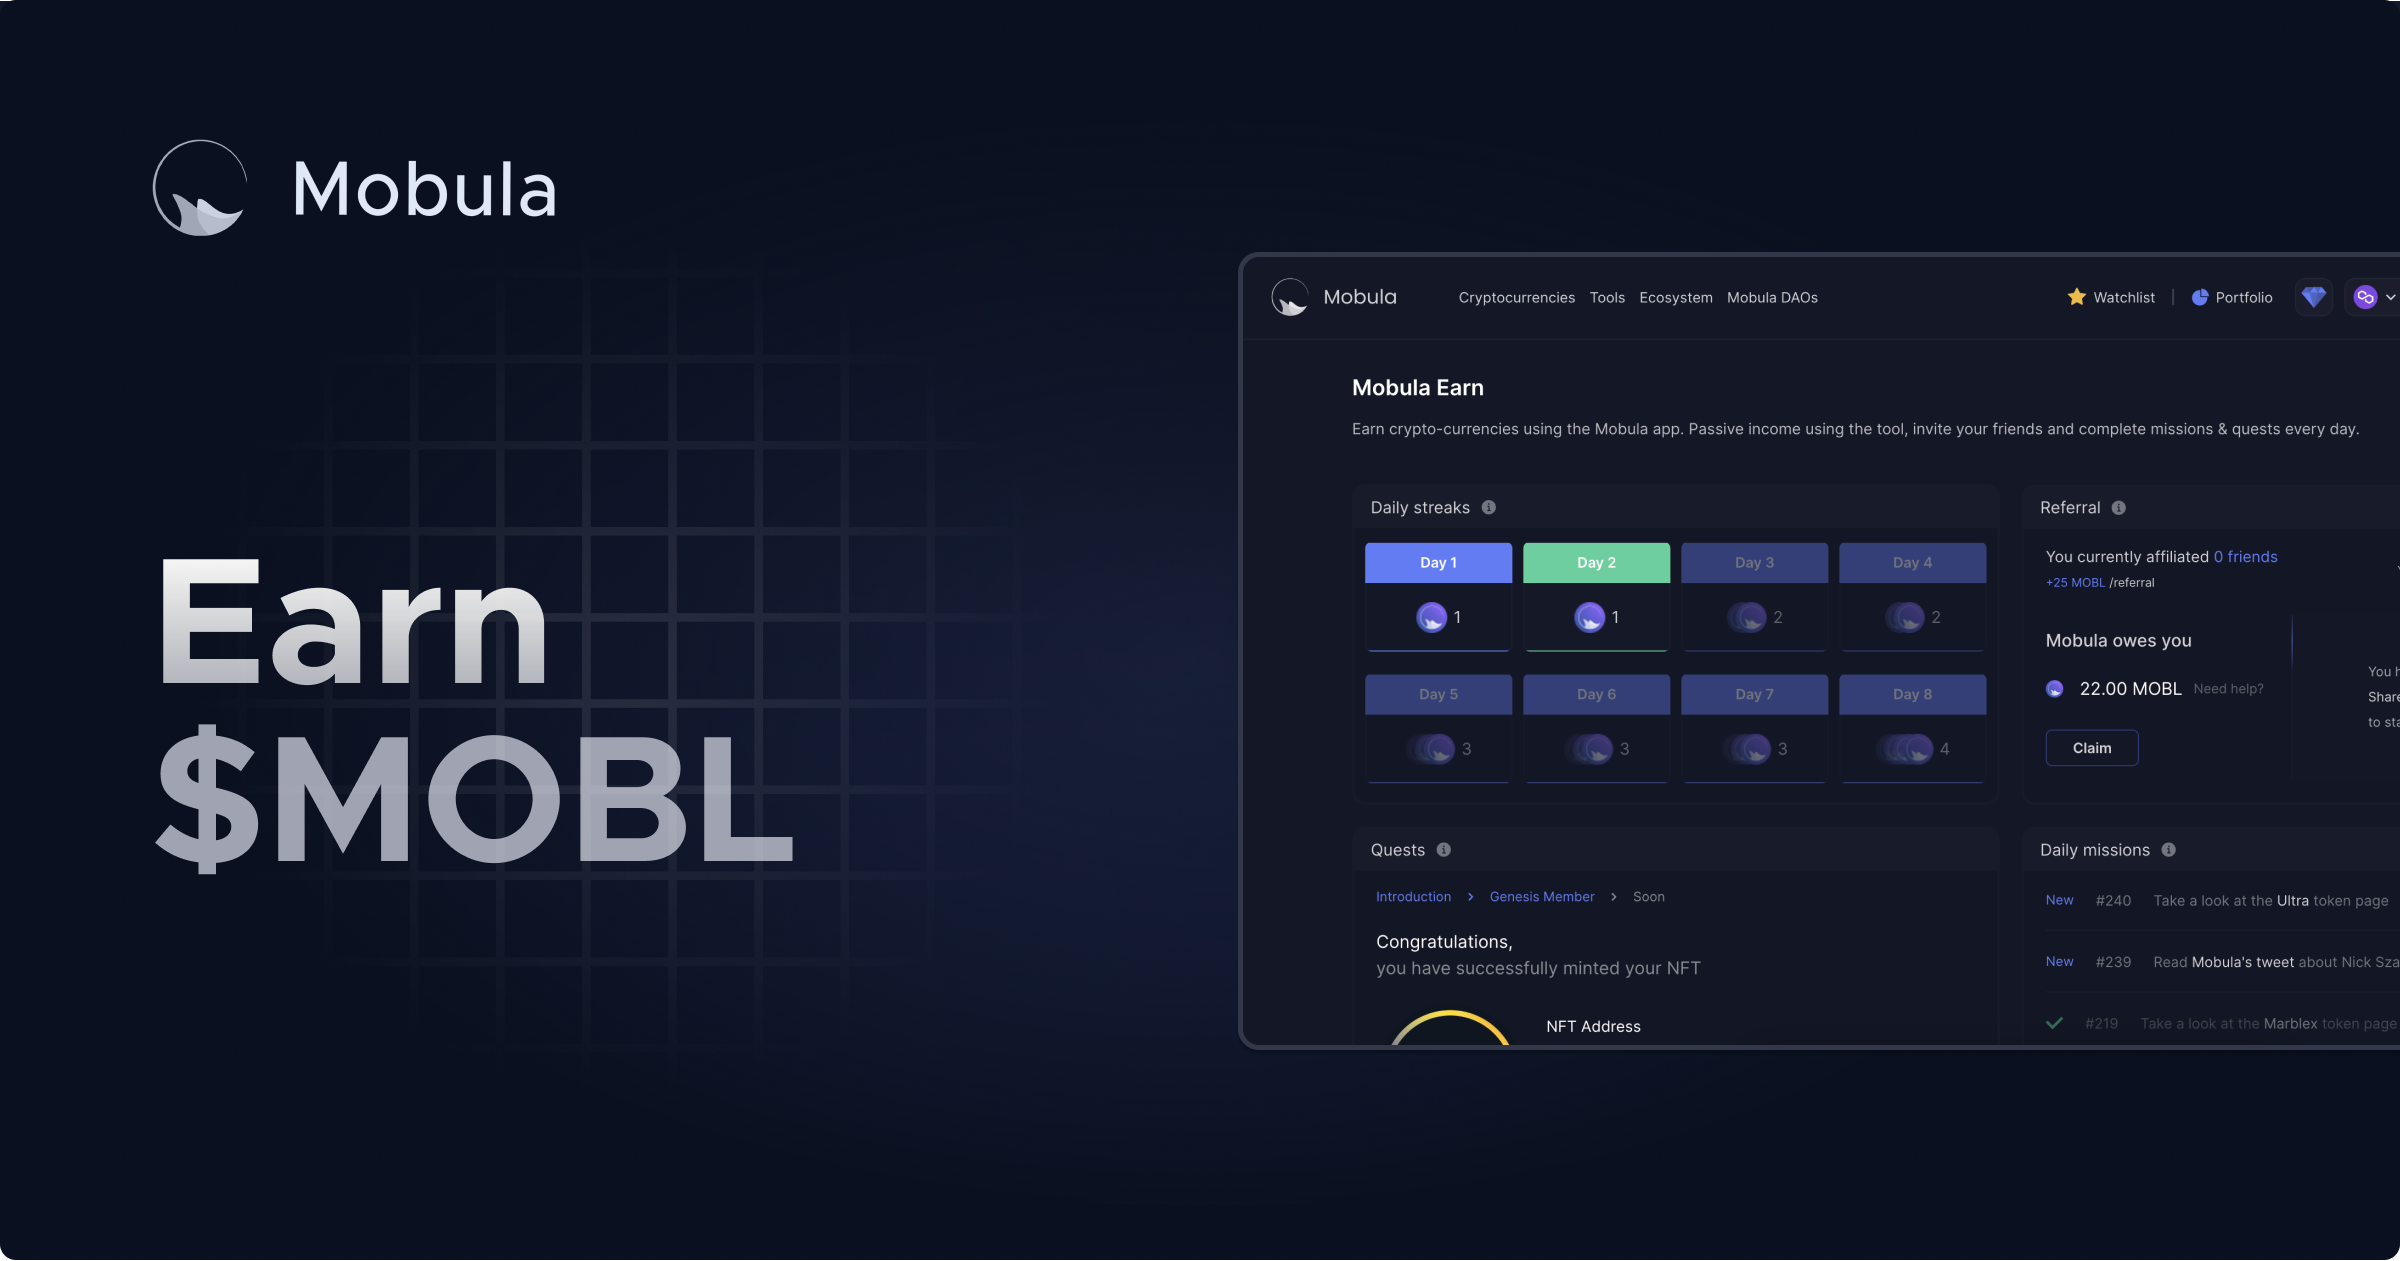 Mobula
Earn
$MOBL
Mobula
Cryptocurrencies Tools Ecosystem Mobula DAOs
Watchlist | Portfolio
Mobula Earn
Earn crypto-currencies using the Mobula app. Passive income using the tool, invite your friends and complete missions & quests every day.
Daily streaks
Day 1 Day 2 Day 3 Day 4
1 1 2 2
Day 5 Day 6 Day 7 Day 8
3 3 3 4
Referral
You currently affiliated 0 friends
+25 MOBL /referral
Mobula owes you
22.00 MOBL Need help?
Claim
You
Share
to
Quests
Introduction > Genesis Member > Soon
Congratulations,
you have successfully minted your NFT
NFT Address
Daily missions
New #240 Take a look at the Ultra token page
New #239 Read Mobula's tweet about Nick
#219 Take a look at the Marblex token page